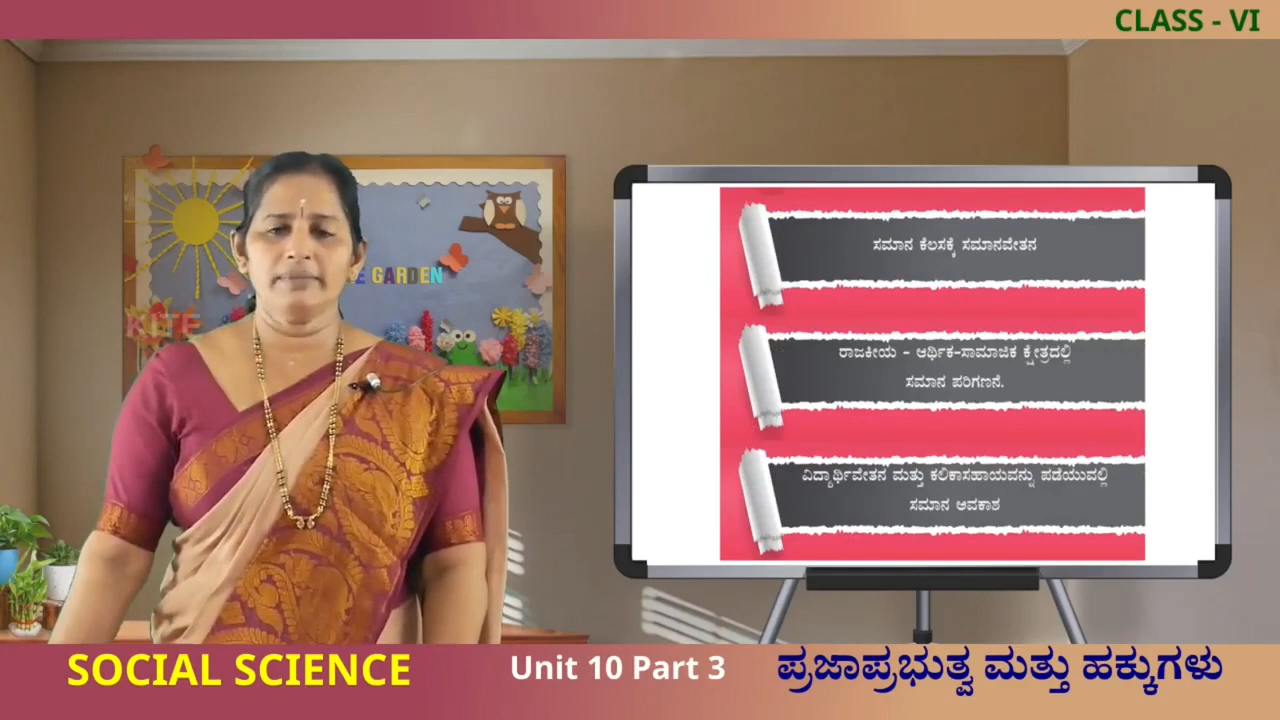 CLASS - VI
E GARDEN
KITE
ಸಮಾನ ಕೆಲಸಕ್ಕೆ ಸಮಾನವೇತನ
ರಾಜಕೀಯ - ಆರ್ಥಿಕ-ಸಾಮಾಜಿಕ ಕ್ಷೇತ್ರದಲ್ಲಿ
ಸಮಾನ ಪರಿಗಣನೆ.
ವಿದ್ಯಾರ್ಥಿವೇತನ ಮತ್ತು ಕಲಿಕಾಸಹಾಯವನ್ನು ಪಡೆಯುವಲ್ಲಿ
ಸಮಾನ ಅವಕಾಶ
SOCIAL SCIENCE
Unit 10 Part 3
ಪ್ರಜಾಪ್ರಭುತ್ವ ಮತ್ತು ಹಕ್ಕುಗಳು